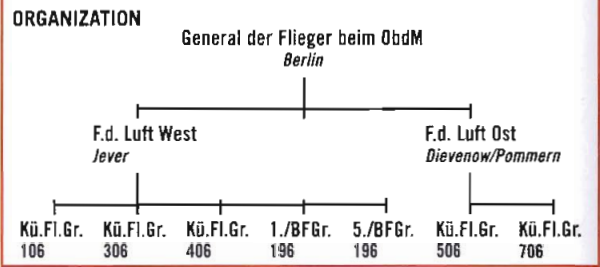 ORGANIZATION
General der Flieger beim ObdM
Berlin
F.d. Luft West
Jever
F.d. Luft Ost
Dievenow/Pommern
Kü.Fl.Gr. Kü.Fl.Gr. Kü.Fl.Gr. 1./BFGr. 5./BFGr. Kü.Fl.Gr. Kü.Fl.Gr.
106 306 406 196 196 506 706